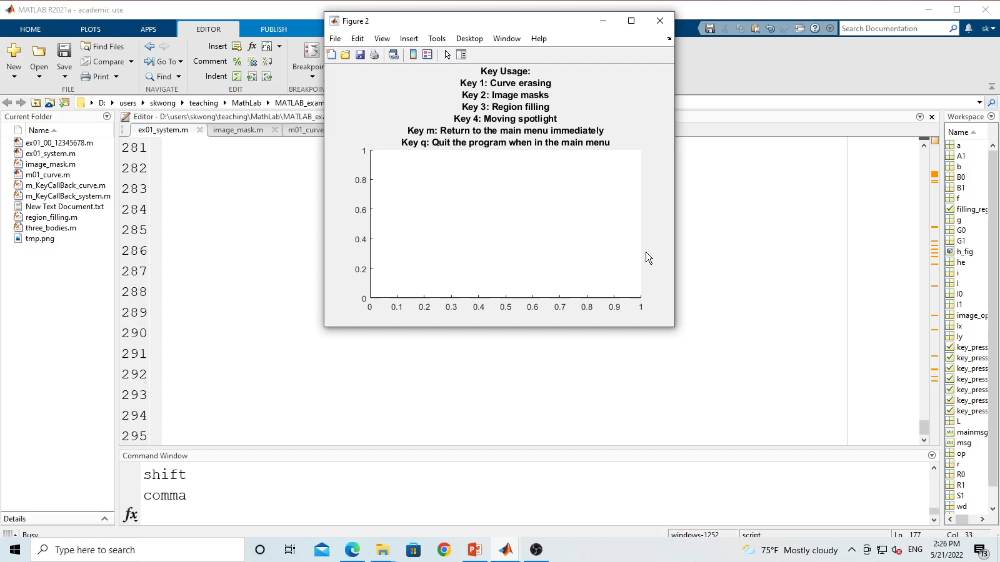 MATLAB R2021a - academic use
HOME PLOTS APPS EDITOR PUBLISH
Search Documentation
sk
New Open Save
Find Files
Compare
Print
Go To
Find
Insert
Comment
Indent
fx
FILE NAVIGATE EDIT
D: users skwong teaching MathLab
Current Folder
Name
ex01_00_12345678.m
ex01_system.m
image_mask.m
m01_curve.m
m_KeyCallBack_curve.m
m_KeyCallBack_system.m
New Text Document.txt
region_filling.m
three_bodies.m
tmp.png
Details
Editor - D:\users\skwong\teaching\MathLab\MATLAB_exa
ex01_system.m image_mask.m m01_curve
281
282
283
284
285
286
287
288
289
290
291
292
293
294
295
Figure 2
File Edit View Insert Tools Desktop Window Help
Key Usage:
Key 1: Curve erasing
Key 2: Image masks
Key 3: Region filling
Key 4: Moving spotlight
Key m: Return to the main menu immediately
Key q: Quit the program when in the main menu
1
0.8
0.6
0.4
0.2
0
0 0.1 0.2 0.3 0.4 0.5 0.6 0.7 0.8 0.9 1
Command Window
shift
comma
fx
Workspace
Name
a
A1
b
B0
B1
f
filling_reg
g
G0
G1
h_fig
he
i
I
I0
I1
image_op
Ix
Iy
key_press
key_press
key_press
key_press
key_press
key_press
key_press
L
mainmsg
msg
op
r
R0
R1
S1
wd
Busy
windows-1252 script Ln 177 Col 33
Type here to search
75°F Mostly cloudy
ENG
2:26 PM
5/21/2022
13